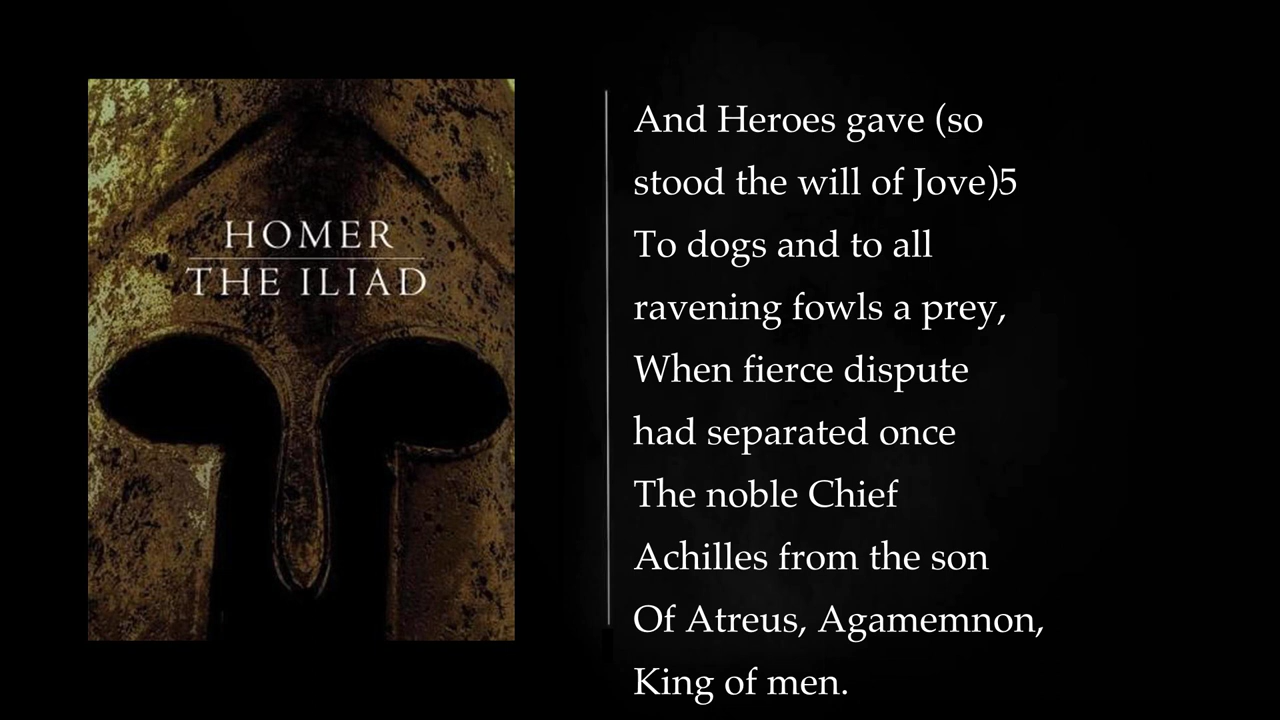 HOMER
THE ILIAD
And Heroes gave (so
stood the will of Jove)5
To dogs and to all
ravening fowls a prey,
When fierce dispute
had separated once
The noble Chief
Achilles from the son
Of Atreus, Agamemnon,
King of men.